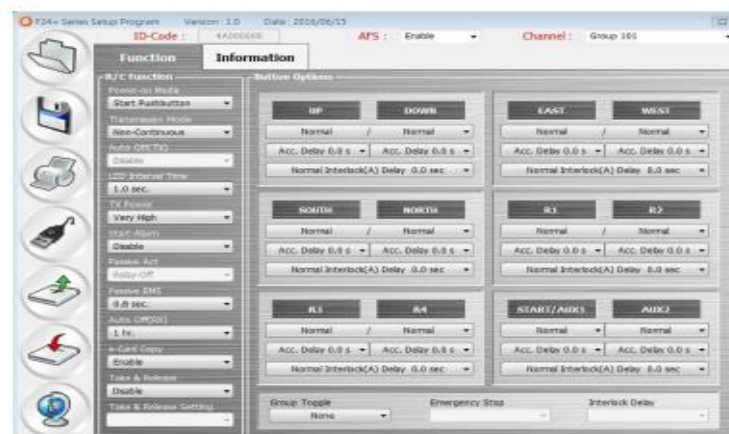 F24+ Series Setup Program Version: 1.0 Date: 2016/06/15
ID-Code : AFS : Enable Channel : Group 101
Function Information
R/C Function Button Options
Power-on Mode
Start Pushbutton
Transmission Mode
Non-Continuous
Auto Off(TX)
Disable
LED Interval Time
1.0 sec.
TX Power
Very High
Start Alarm
Disable
Passive Act
Relay Off
Passive EMS
0.8 sec.
Auto Off(RX)
1 hr.
e-Card Copy
Enable
Take & Release
Disable
Take & Release Setting
UP DOWN
Normal / Normal
Acc. Delay 0.0 s Acc. Delay 0.0 s
Normal Interlock(A) Delay 0.0 sec
EAST WEST
Normal / Normal
Acc. Delay 0.0 s Acc. Delay 0.0 s
Normal Interlock(A) Delay 0.0 sec
SOUTH NORTH
Normal / Normal
Acc. Delay 0.0 s Acc. Delay 0.0 s
Normal Interlock(A) Delay 0.0 sec
R1 R2
Normal / Normal
Acc. Delay 0.0 s Acc. Delay 0.0 s
Normal Interlock(A) Delay 0.0 sec
R3 R4
Normal / Normal
Acc. Delay 0.0 s Acc. Delay 0.0 s
Normal Interlock(A) Delay 0.0 sec
START/AUX1 AUX2
Normal Normal
Acc. Delay 0.0 s Acc. Delay 0.0 s
Normal Interlock(A) Delay 0.0 sec
Group Toggle Emergency Stop Interlock Delay
None